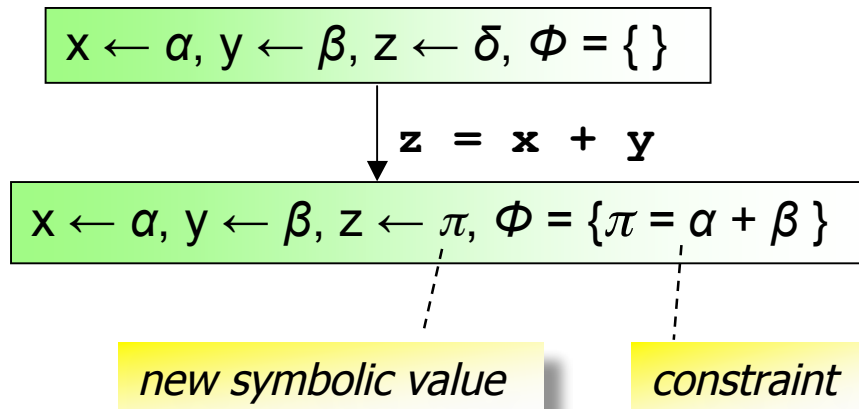 x ← α, y ← β, z ← δ, Φ = { }
z = x + y
x ← α, y ← β, z ← π, Φ = {π = α + β }
new symbolic value
constraint